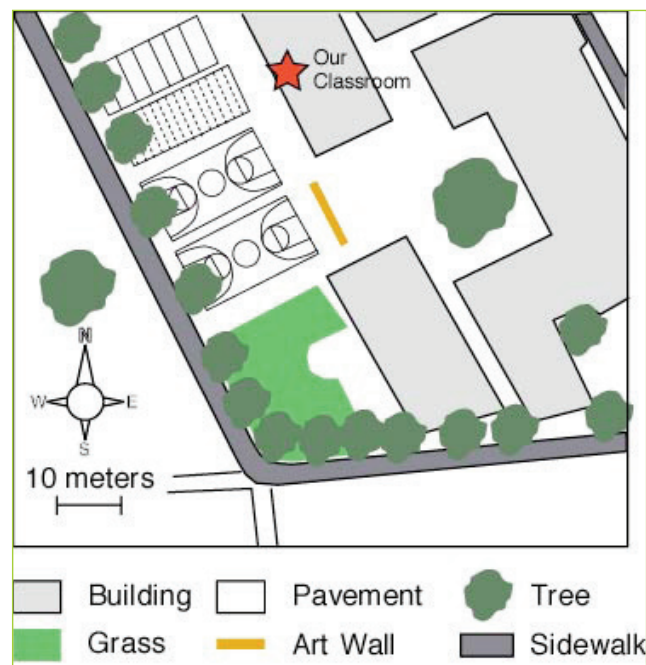 Our
Classroom
N
W E
S
10 meters
Building Pavement Tree
Grass Art Wall Sidewalk